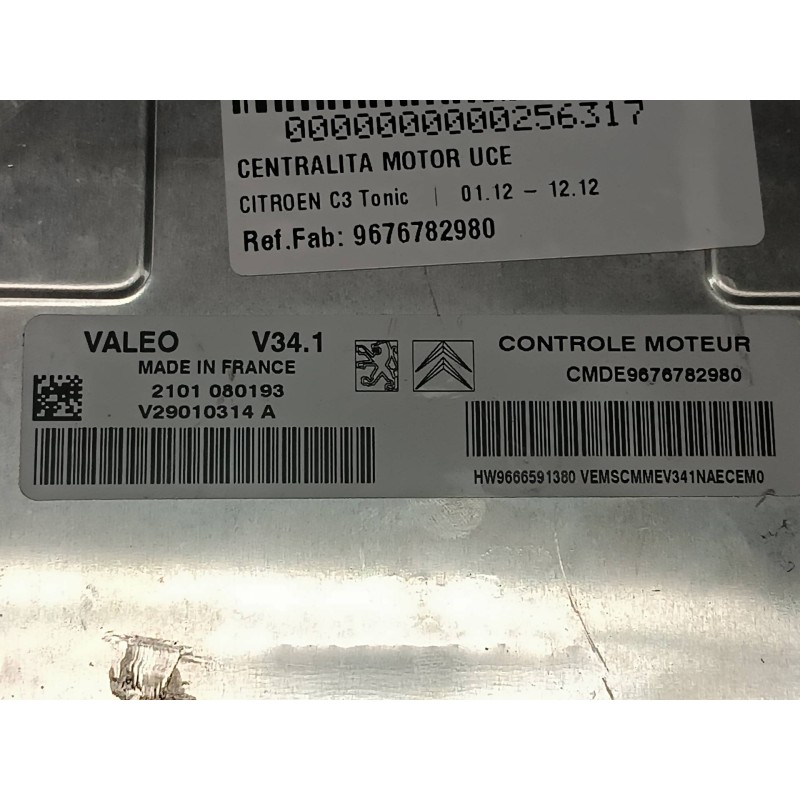 0000000000256317
CENTRALITA MOTOR UCE
CITROEN C3 Tonic | 01.12 - 12.12
Ref.Fab: 9676782980
VALEO V34.1
MADE IN FRANCE
2101 080193
V29010314 A
CONTROLE MOTEUR
CMDE9676782980
HW9666591380 VEMSCMMEV341NAECEM0